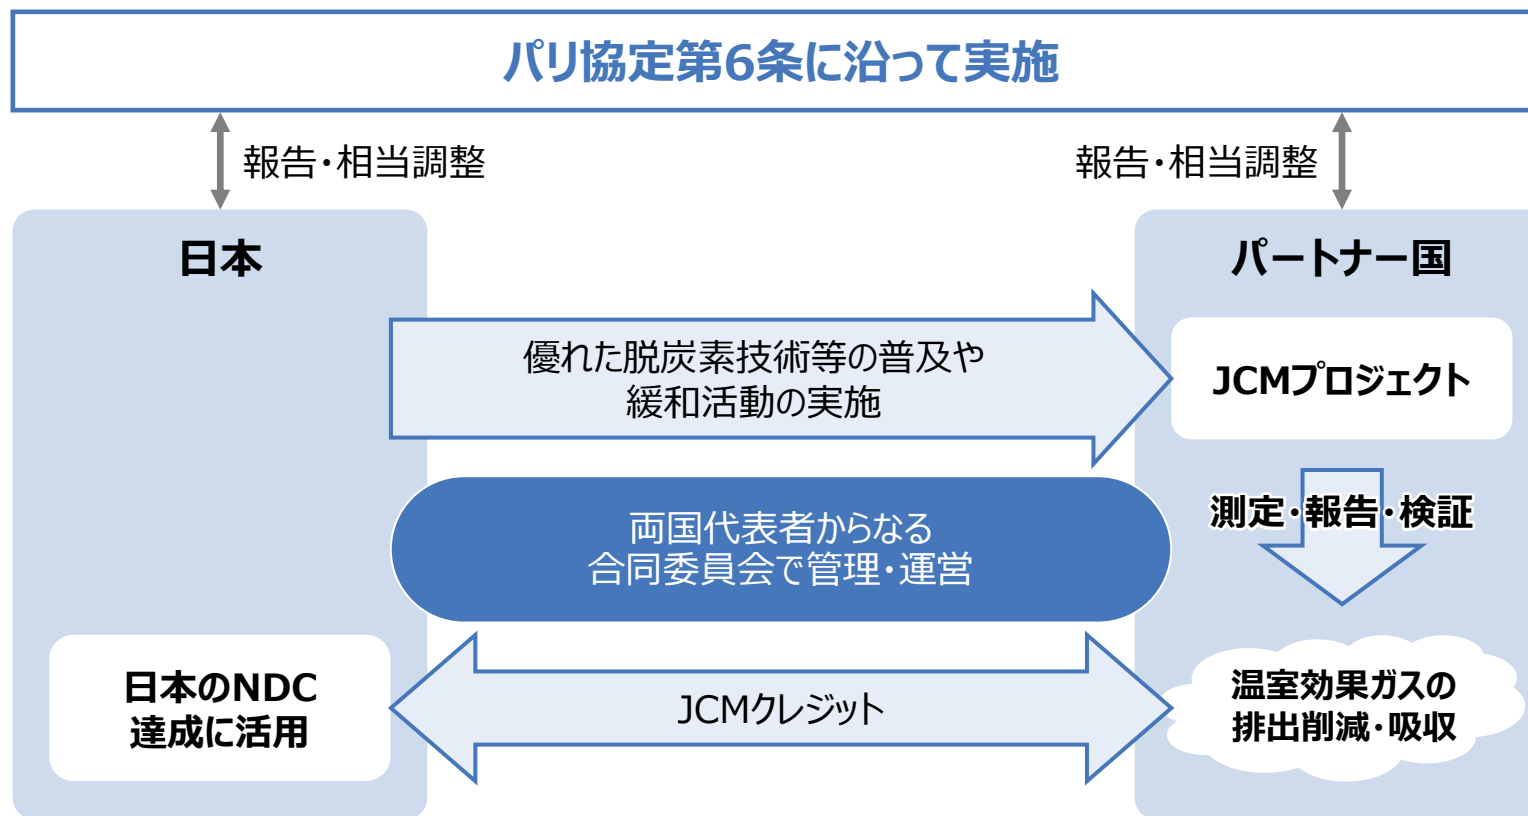 パリ協定第6条に沿って実施
報告・相当調整
報告・相当調整
日本
パートナー国
優れた脱炭素技術等の普及や
緩和活動の実施
JCMプロジェクト
両国代表者からなる
合同委員会で管理・運営
測定・報告・検証
日本のNDC
達成に活用
JCMクレジット
温室効果ガスの
排出削減・吸収